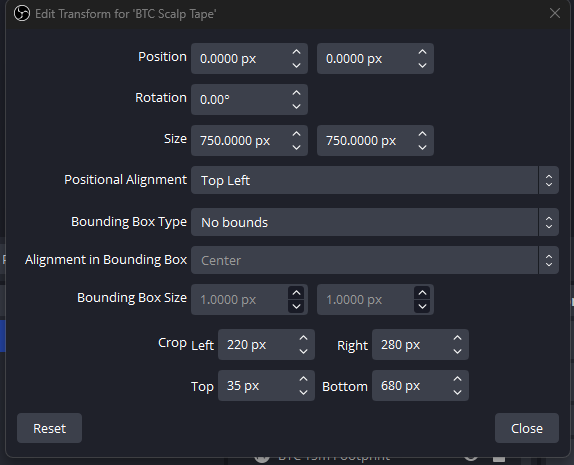 Edit Transform for 'BTC Scalp Tape'
Position 0.0000 px 0.0000 px
Rotation 0.00°
Size 750.0000 px 750.0000 px
Positional Alignment Top Left
Bounding Box Type No bounds
Alignment in Bounding Box Center
Bounding Box Size 1.0000 px 1.0000 px
Crop Left 220 px Right 280 px
Top 35 px Bottom 680 px
Reset Close
BTC 15m Footprint